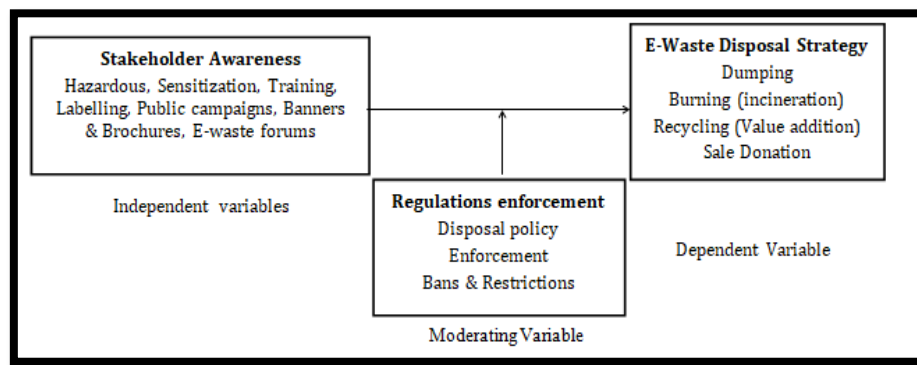 Stakeholder Awareness
Hazardous, Sensitization, Training,
Labelling, Public campaigns, Banners
& Brochures, E-waste forums
Independent variables
Regulations enforcement
Disposal policy
Enforcement
Bans & Restrictions
Moderating Variable
E-Waste Disposal Strategy
Dumping
Burning (incineration)
Recycling (Value addition)
Sale Donation
Dependent Variable